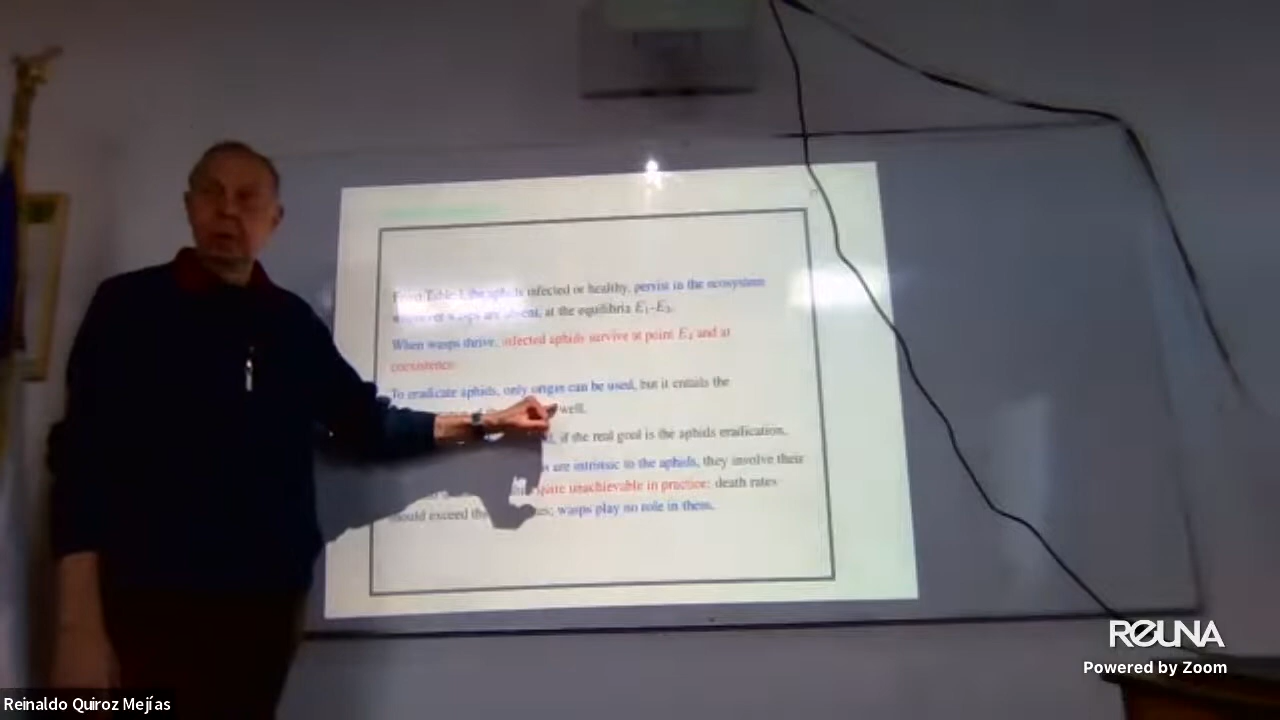 From Table 1, the aphids infected or healthy, persist in the ecosystem
whenever wasps are absent, at the equilibria E₁-E₃.
When wasps thrive, infected aphids survive at point E₄ and at
coexistence.
To eradicate aphids, only origin can be used, but it entails the
well.
if the real goal is the aphids eradication.
are intrinsic to the aphids, they involve their
quite unachievable in practice: death rates
should exceed wasps play no role in them.
REUNA
Powered by Zoom
Reinaldo Quiroz Mejías